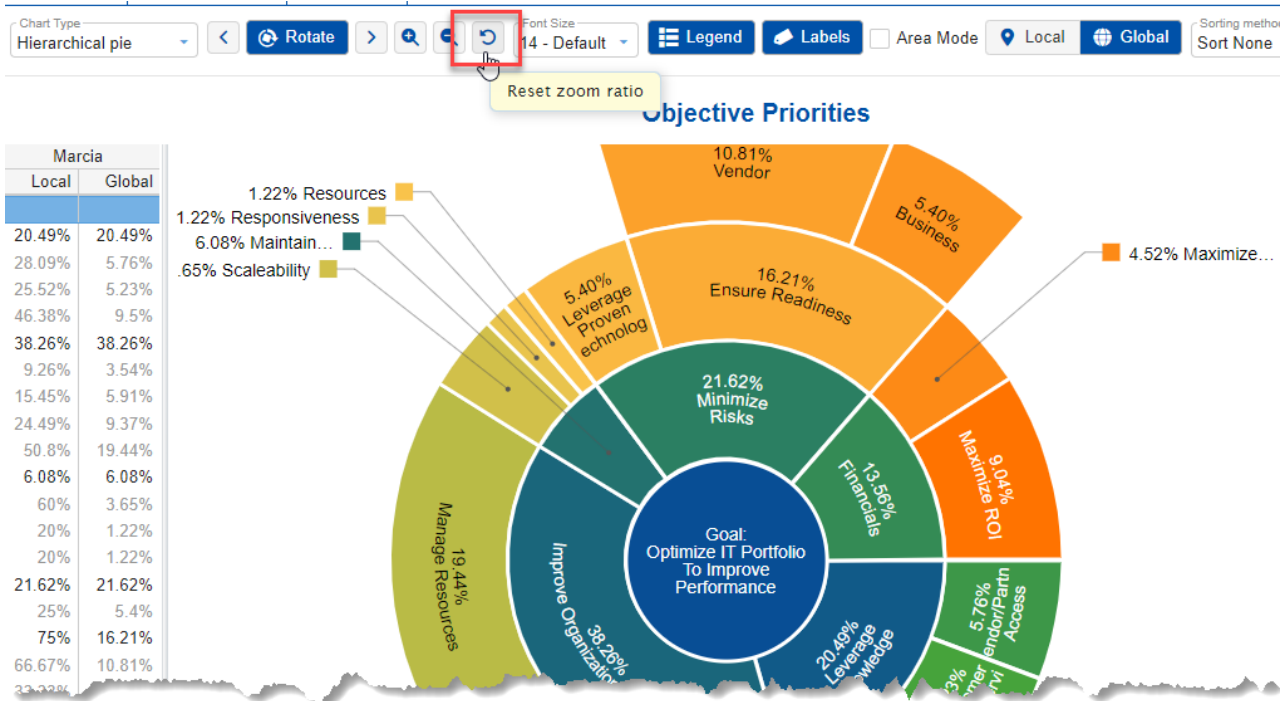 Chart Type
Hierarchical pie
Rotate
Font Size
14 - Default
Legend
Labels
Area Mode
Local
Global
Sorting metho
Sort None
Reset zoom ratio
Objective Priorities
Marcia
Local Global
20.49% 20.49%
28.09% 5.76%
25.52% 5.23%
46.38% 9.5%
38.26% 38.26%
9.26% 3.54%
15.45% 5.91%
24.49% 9.37%
50.8% 19.44%
6.08% 6.08%
60% 3.65%
20% 1.22%
20% 1.22%
21.62% 21.62%
25% 5.4%
75% 16.21%
66.67% 10.81%
1.22% Resources
1.22% Responsiveness
6.08% Maintain...
.65% Scaleability
10.81%
Vendor
5.40%
Business
4.52% Maximize...
5.40%
Leverage
Proven
echnolog
16.21%
Ensure Readiness
21.62%
Minimize
Risks
13.56%
Financials
9.04%
Maximize ROI
19.44%
Manage Resources
38.26%
Improve Organization
Goal:
Optimize IT Portfolio
To Improve
Performance
20.49%
Leverage
owledge
5.76%
endor/Partn
Access
3%
mer
rvi